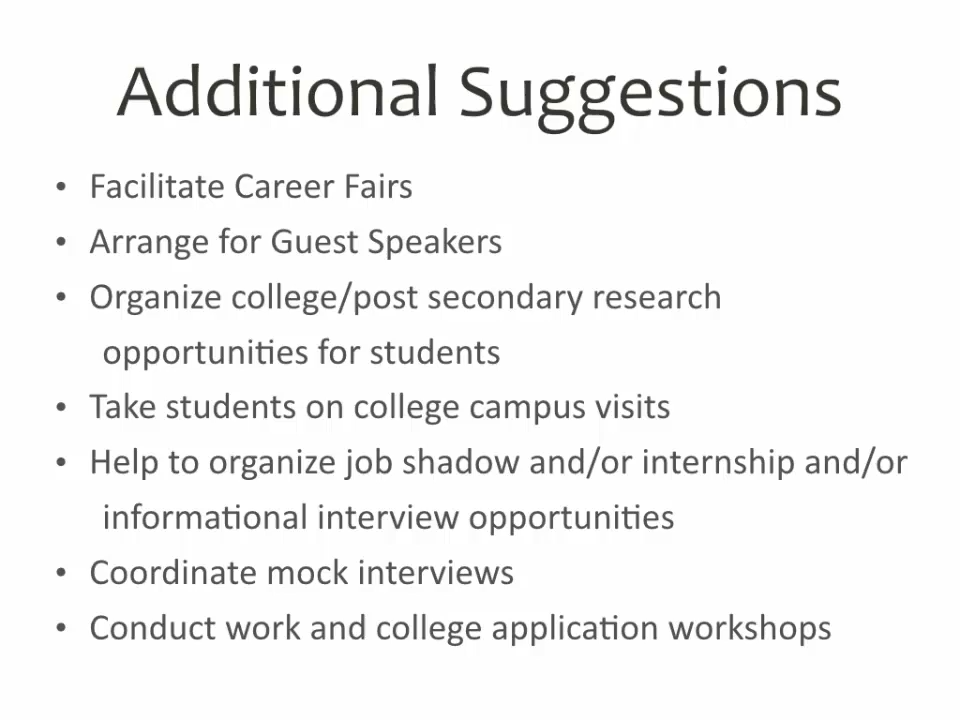 Additional Suggestions
• Facilitate Career Fairs
• Arrange for Guest Speakers
• Organize college/post secondary research
opportunities for students
• Take students on college campus visits
• Help to organize job shadow and/or internship and/or
informational interview opportunities
• Coordinate mock interviews
• Conduct work and college application workshops